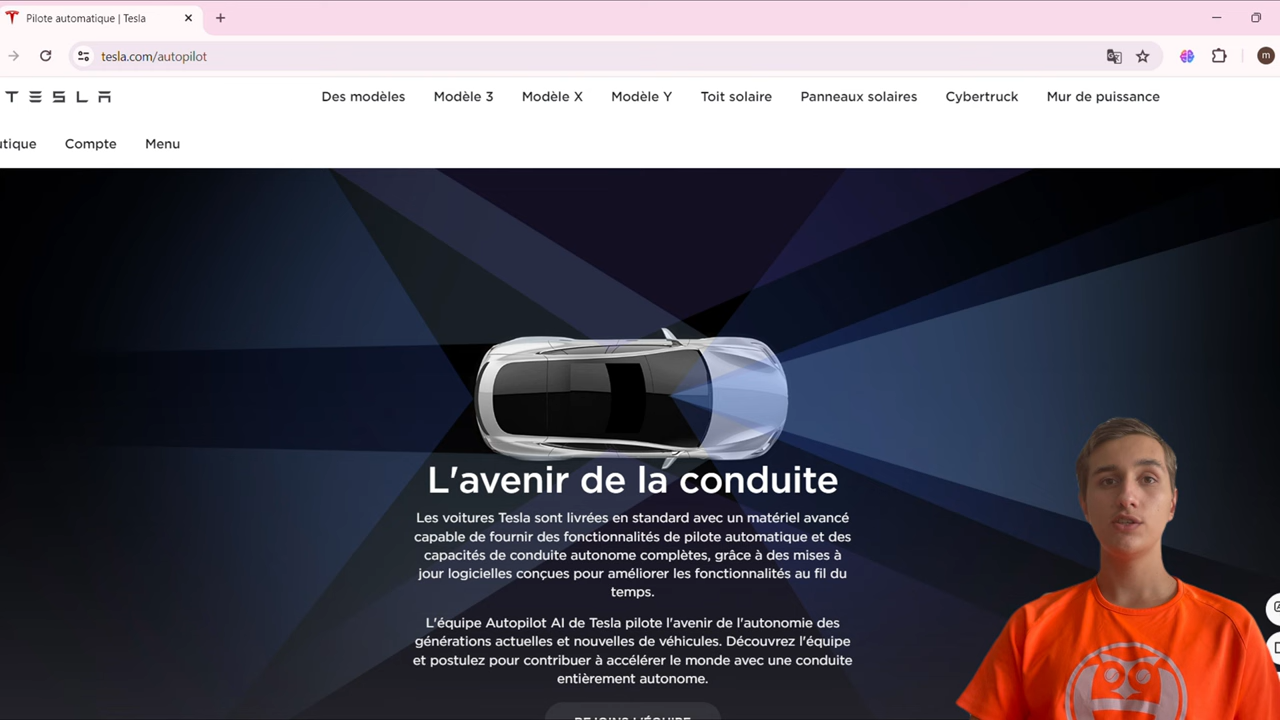 Pilote automatique | Tesla
tesla.com/autopilot
m
TESLA
Des modèles Modèle 3 Modèle X Modèle Y Toit solaire Panneaux solaires Cybertruck Mur de puissance
utique Compte Menu
L'avenir de la conduite
Les voitures Tesla sont livrées en standard avec un matériel avancé
capable de fournir des fonctionnalités de pilote automatique et des
capacités de conduite autonome complètes, grâce à des mises à
jour logicielles conçues pour améliorer les fonctionnalités au fil du
temps.
L'équipe Autopilot AI de Tesla pilote l'avenir de l'autonomie des
générations actuelles et nouvelles de véhicules. Découvrez l'équipe
et postulez pour contribuer à accélérer le monde avec une conduite
entièrement autonome.
REJOINS L'ÉQUIPE